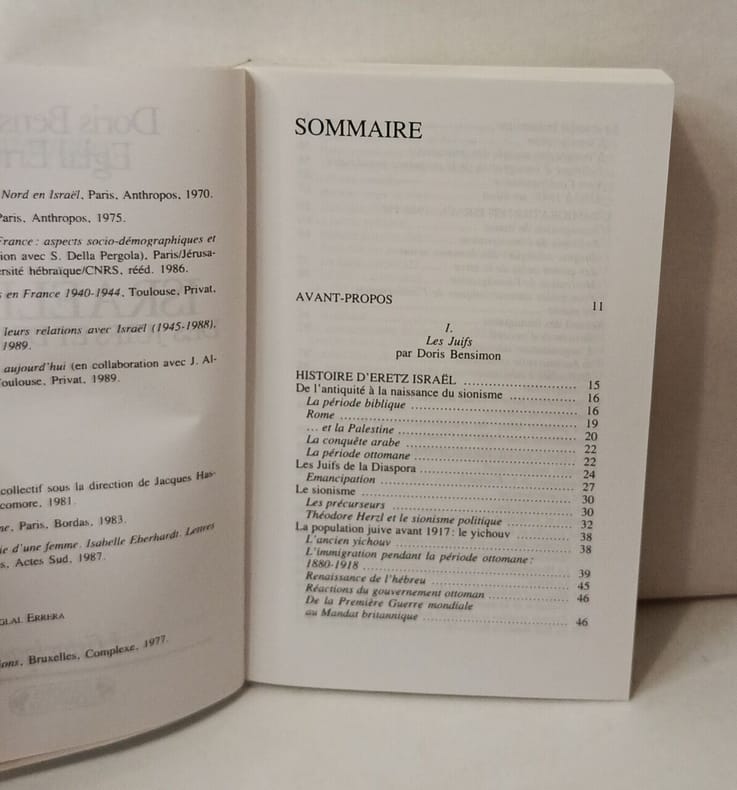 Nord en Israël, Paris, Anthropos, 1970.
Paris, Anthropos, 1975.
France : aspects socio-démographiques et
ion avec S. Della Pergola), Paris/Jérusa-
ersité hébraïque/CNRS, rééd. 1986.
s en France 1940-1944, Toulouse, Privat,
leurs relations avec Israël (1945-1988),
1989.
aujourd'hui (en collaboration avec J. Al-
Toulouse, Privat, 1989.
collectif sous la direction de Jacques Has-
comore, 1981.
ne, Paris, Bordas, 1983.
ie d'une femme. Isabelle Eberhardt. Lettres
s, Actes Sud, 1987.
GLAL ERRERA
ions, Bruxelles, Complexe, 1977.
SOMMAIRE
AVANT-PROPOS 11
I.
Les Juifs
par Doris Bensimon
HISTOIRE D'ERETZ ISRAËL .......... 15
De l'antiquité à la naissance du sionisme .......... 16
La période biblique .......... 16
Rome .......... 19
... et la Palestine .......... 20
La conquête arabe .......... 22
La période ottomane .......... 22
Les Juifs de la Diaspora .......... 24
Emancipation .......... 27
Le sionisme .......... 30
Les précurseurs .......... 30
Théodore Herzl et le sionisme politique .......... 32
La population juive avant 1917 : le yichouv .......... 38
L'ancien yichouv .......... 38
L'immigration pendant la période ottomane :
1880-1918 .......... 39
Renaissance de l'hébreu .......... 45
Réactions du gouvernement ottoman .......... 46
De la Première Guerre mondiale
au Mandat britannique .......... 46